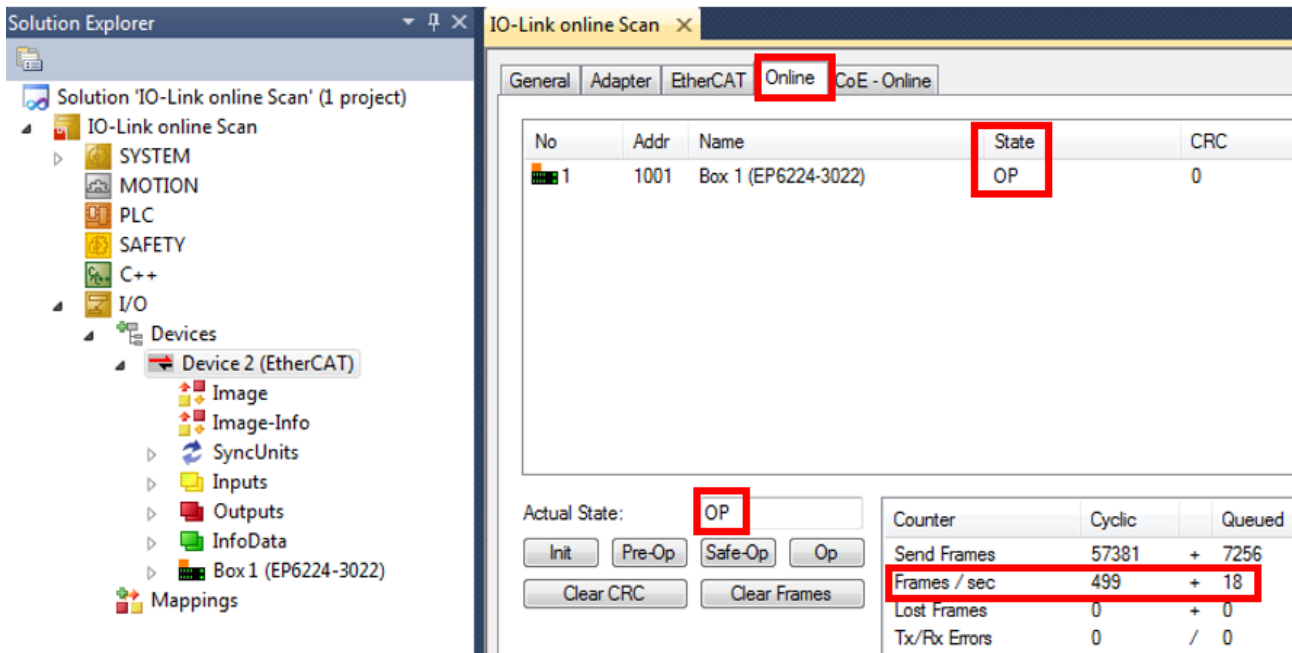 Solution Explorer
Solution 'IO-Link online Scan' (1 project)
IO-Link online Scan
SYSTEM
MOTION
PLC
SAFETY
C++
I/O
Devices
Device 2 (EtherCAT)
Image
Image-Info
SyncUnits
Inputs
Outputs
InfoData
Box 1 (EP6224-3022)
Mappings
IO-Link online Scan
General Adapter EtherCAT Online CoE - Online
No Addr Name State CRC
1 1001 Box 1 (EP6224-3022) OP 0
Actual State: OP
Init Pre-Op Safe-Op Op
Clear CRC Clear Frames
Counter Cyclic Queued
Send Frames 57381 + 7256
Frames / sec 499 + 18
Lost Frames 0 + 0
Tx/Rx Errors 0 / 0